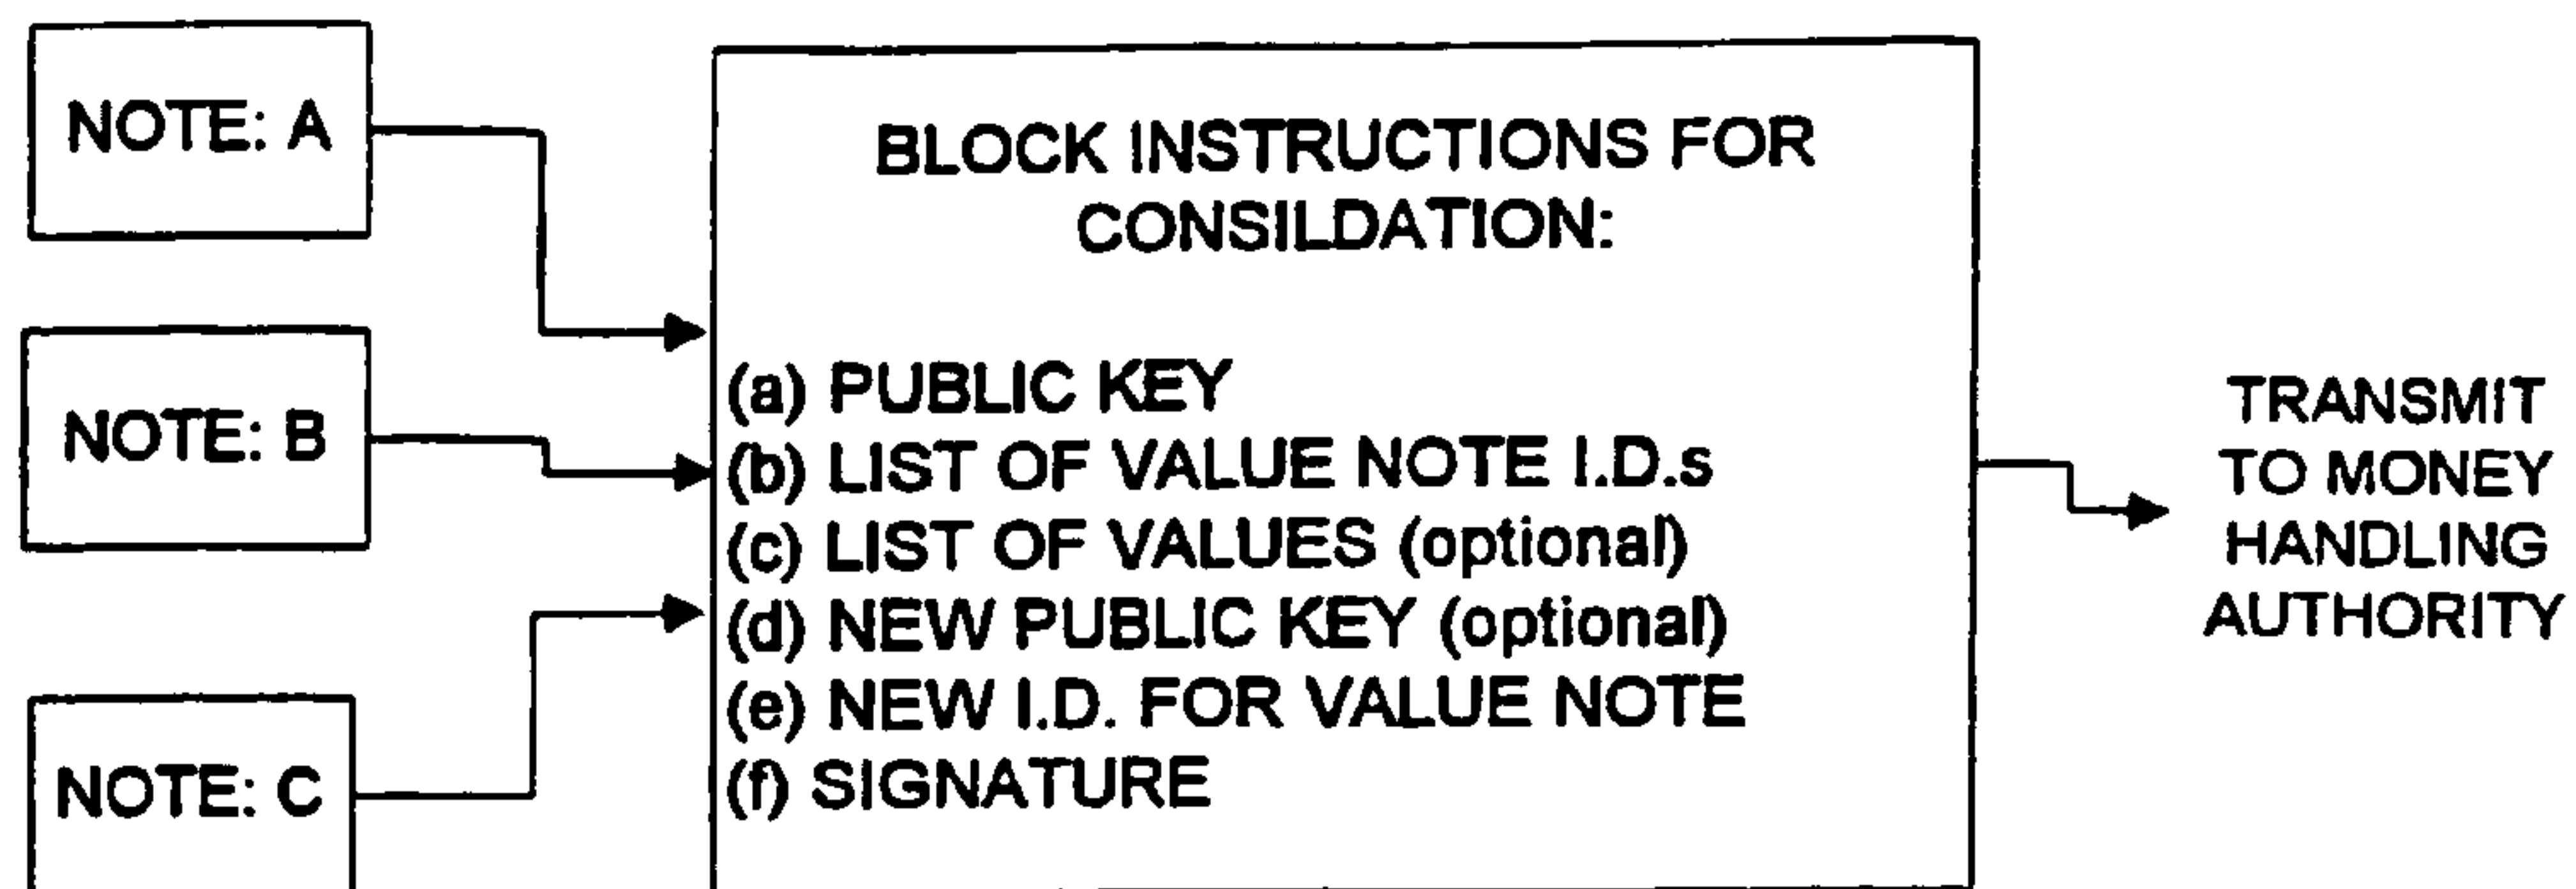 NOTE: A
NOTE: B
NOTE: C
BLOCK INSTRUCTIONS FOR
CONSILDATION:
(a) PUBLIC KEY
(b) LIST OF VALUE NOTE I.D.s
(c) LIST OF VALUES (optional)
(d) NEW PUBLIC KEY (optional)
(e) NEW I.D. FOR VALUE NOTE
(f) SIGNATURE
TRANSMIT
TO MONEY
HANDLING
AUTHORITY